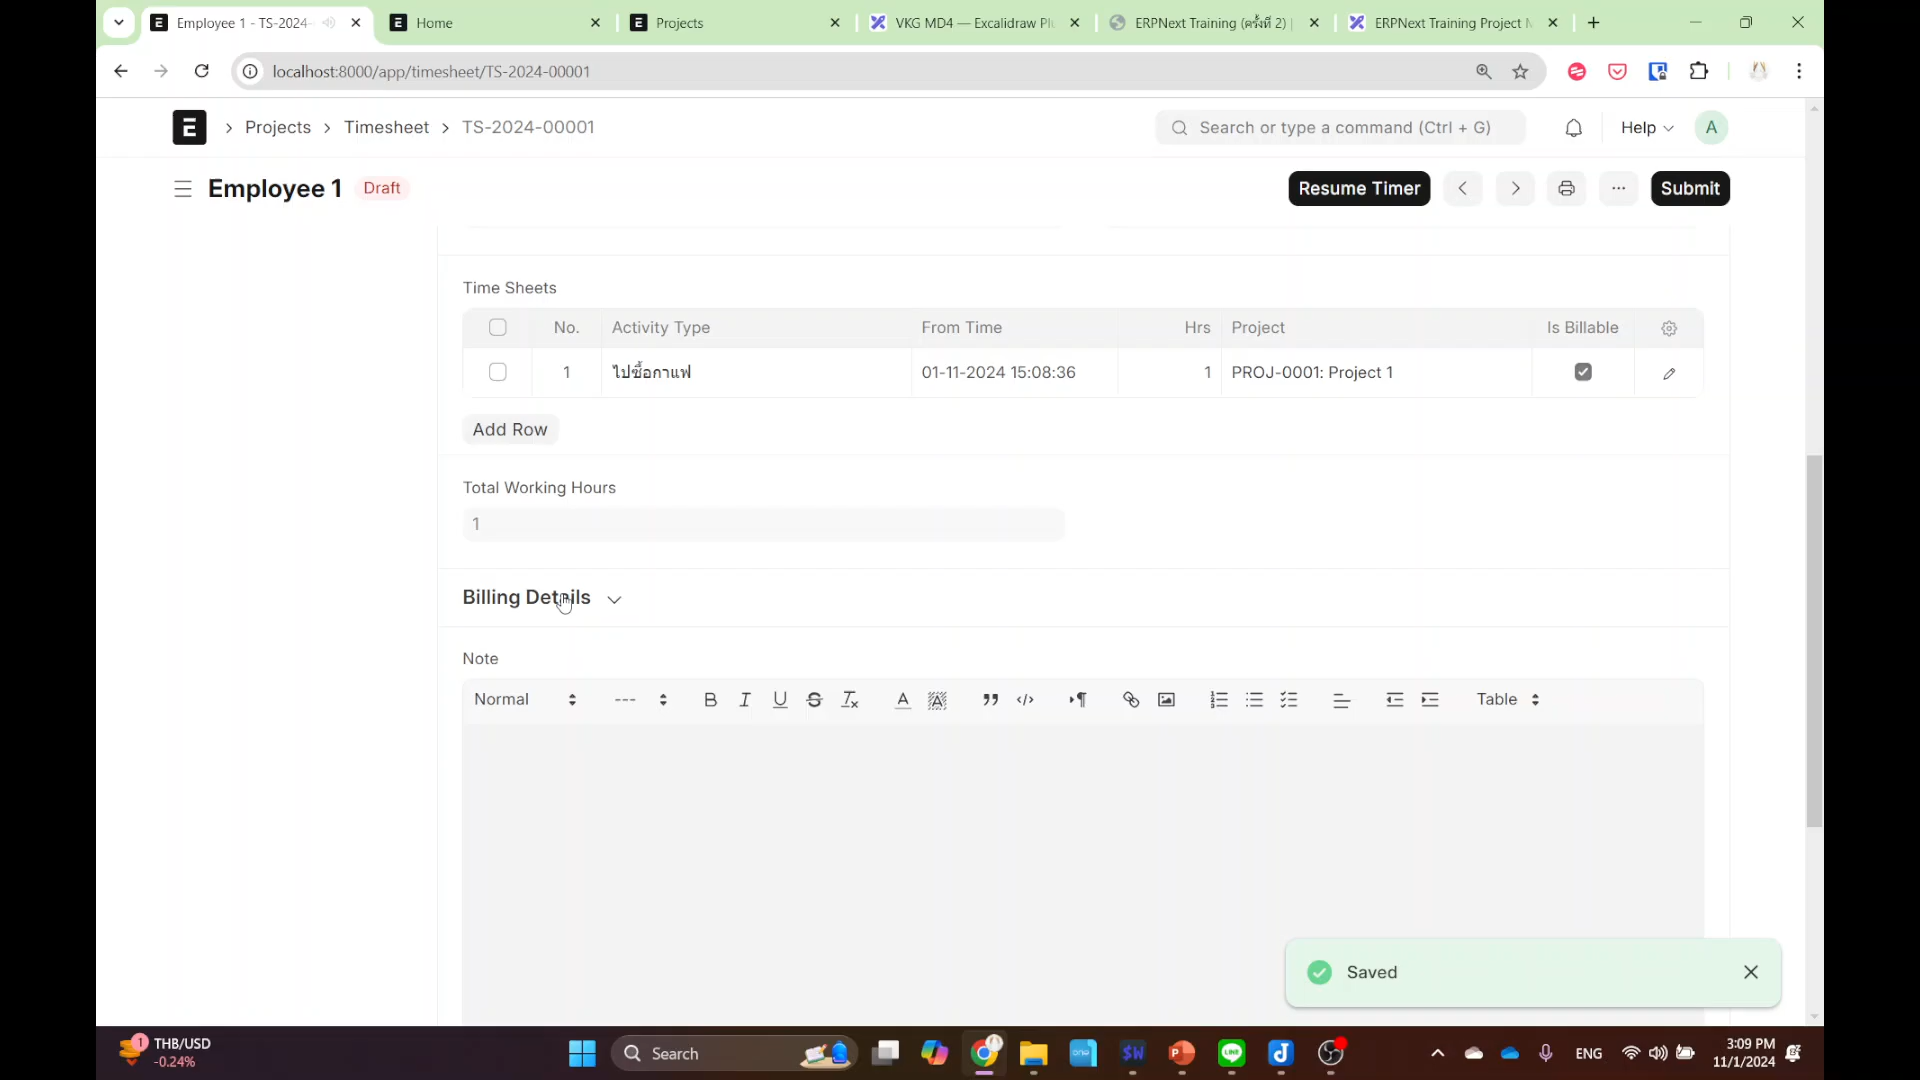 Employee 1 - TS-2024-
Home
Projects
VKG MD4 — Excalidraw Pl
ERPNext Training (ครั้งที่ 2) |
ERPNext Training Project M
localhost:8000/app/timesheet/TS-2024-00001
E
Projects
Timesheet
TS-2024-00001
Search or type a command (Ctrl + G)
Help
A
Employee 1
Draft
Resume Timer
Submit
Time Sheets
No.
Activity Type
From Time
Hrs
Project
Is Billable
1
ไปซื้อกาแฟ
01-11-2024 15:08:36
1
PROJ-0001: Project 1
Add Row
Total Working Hours
1
Billing Details
Note
Normal
---
Table
Saved
1
THB/USD
-0.24%
Search
ENG
3:09 PM
11/1/2024